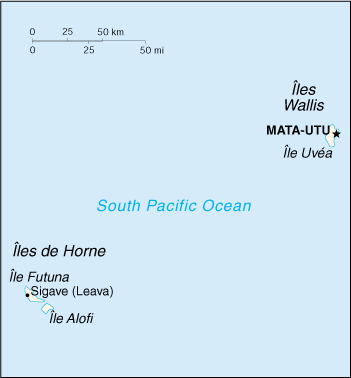 0 25 50 km
0 25 50 mi
Îles
Wallis
MATA-UTU
Île Uvéa
South Pacific Ocean
Îles de Horne
Île Futuna
Sigave (Leava)
Île Alofi